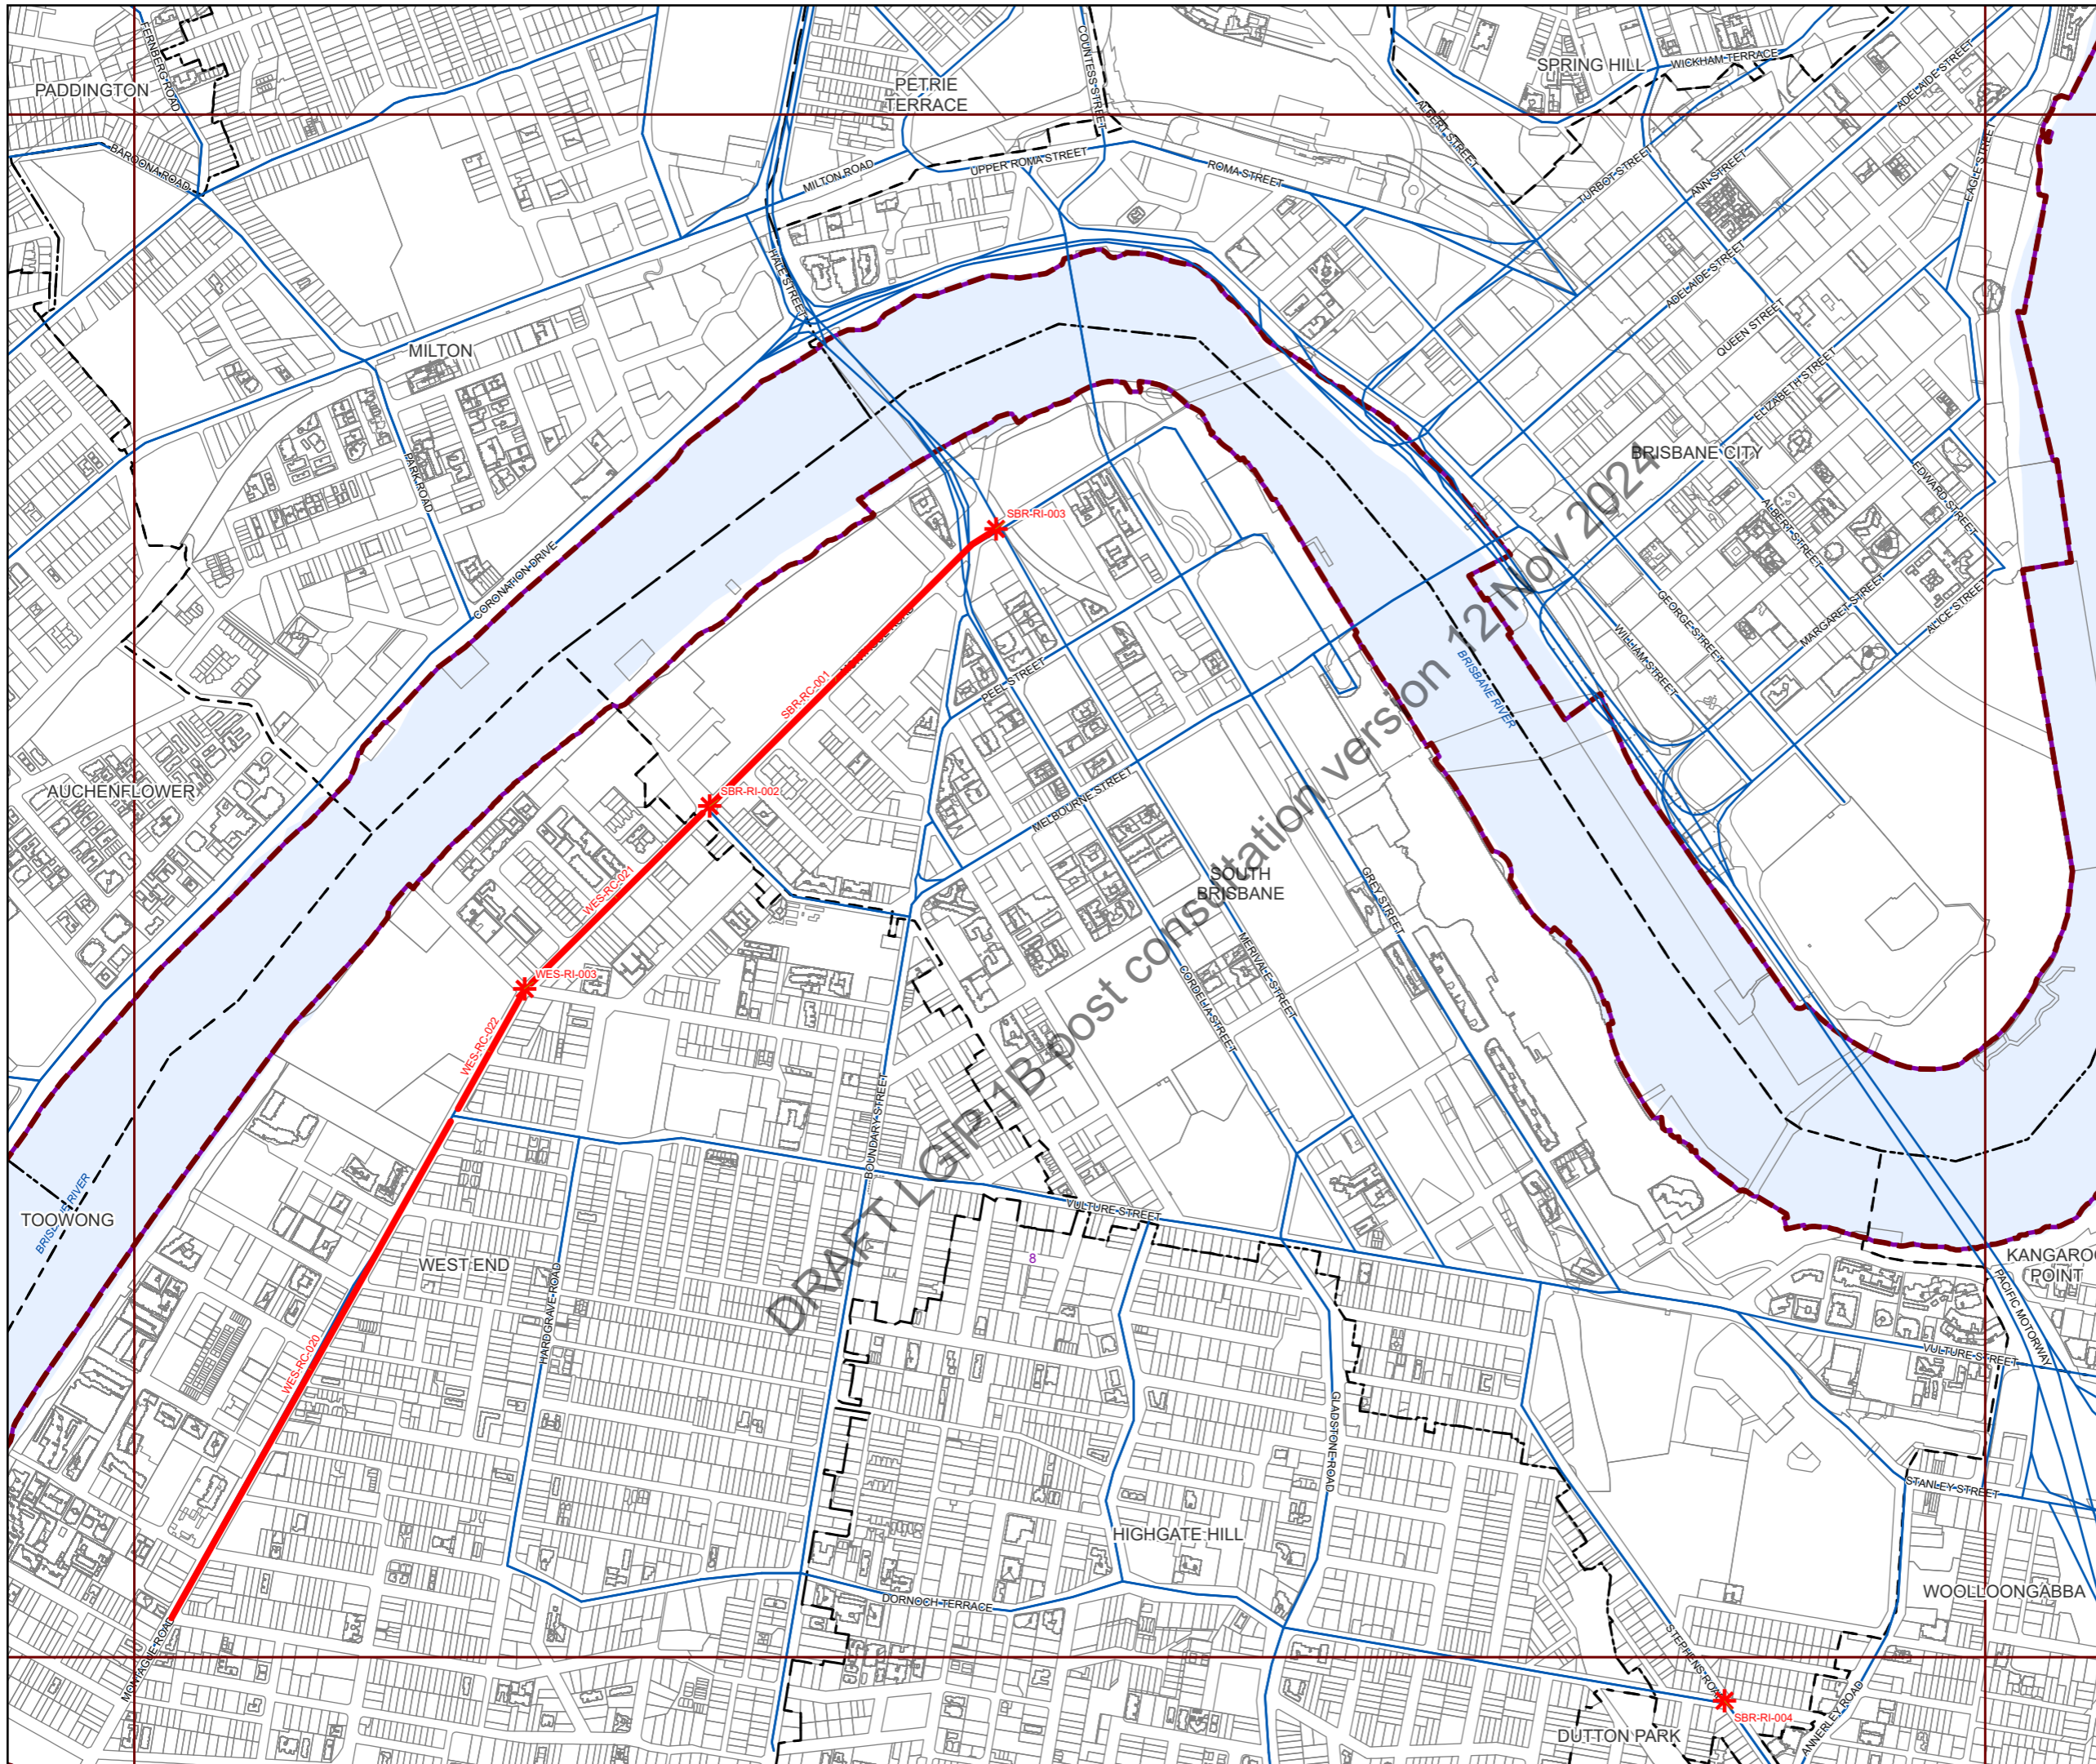 FERNBERG ROAD
PADDINGTON
PETRIE
TERRACE
COUNTESS STREET
SPRING HILL
WICKHAM TERRACE
ADELAIDE STREET
ALBERT STREET
BAROONA ROAD
MILTON ROAD
UPPER ROMA STREET
ROMA STREET
TURBOT STREET
ANN STREET
EAGLE STREET
HALE STREET
ADELAIDE STREET
QUEEN STREET
MILTON
ELIZABETH STREET
PARK ROAD
BRISBANE CITY
EDWARD STREET
ALBERT STREET
SBR-RI-003
CORONATION DRIVE
GEORGE STREET
MARGARET STREET
ALICE STREET
WILLIAM STREET
BRISBANE RIVER
SBR-RC-001
PEEL STREET
AUCHENFLOWER
SBR-RI-002
MELBOURNE STREET
SOUTH
BRISBANE
GREY STREET
WES-RC-021
WES-RI-003
MERIVALE STREET
CORDELIA STREET
WES-RC-022
BOUNDARY STREET
DRAFT LGIP 1B post consultation version 12 Nov 2024
TOOWONG
VULTURE STREET
WEST END
8
KANGAROO
POINT
PACIFIC MOTORWAY
HARDGRAVE ROAD
WES-RC-020
VULTURE STREET
GLADSTONE ROAD
STANLEY STREET
HIGHGATE HILL
DORNOCH TERRACE
WOOLLOONGABBA
MONTAGUE ROAD
STEPHENS ROAD
SBR-RI-004
DUTTON PARK
ANNERLEY ROAD